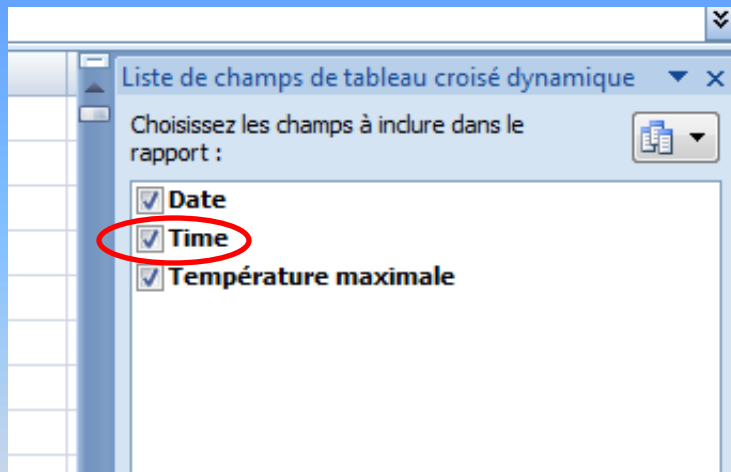 Liste de champs de tableau croisé dynamique
Choisissez les champs à inclure dans le
rapport :
Date
Time
Température maximale